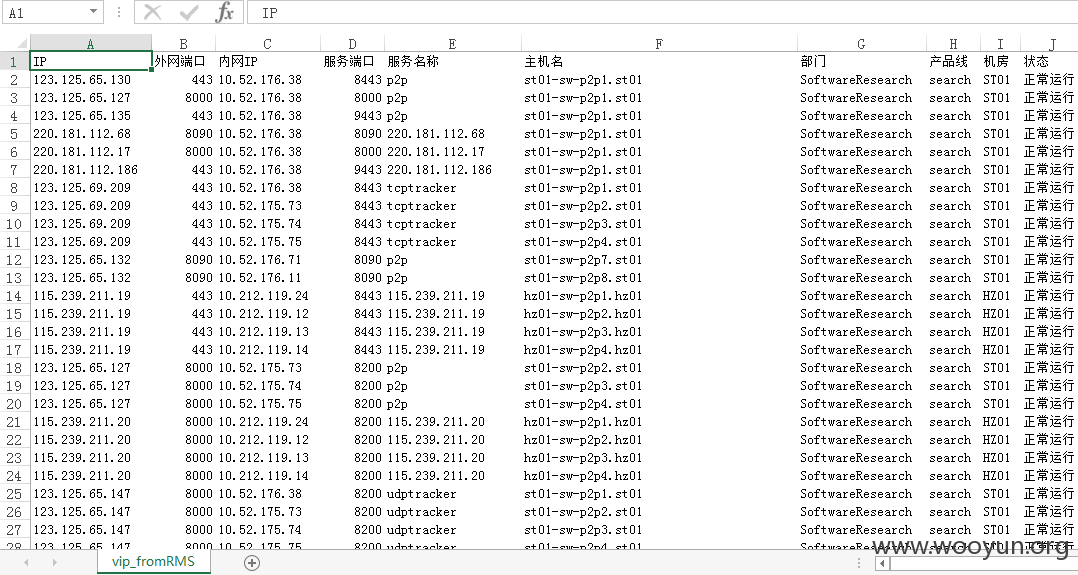 A1 fx IP
A B C D E F G H I J
1 IP 外网端口 内网IP 服务端口 服务名称 主机名 部门 产品线 机房 状态
2 123.125.65.130 443 10.52.176.38 8443 p2p st01-sw-p2p1.st01 SoftwareResearch search ST01 正常运行
3 123.125.65.127 8000 10.52.176.38 8000 p2p st01-sw-p2p1.st01 SoftwareResearch search ST01 正常运行
4 123.125.65.135 443 10.52.176.38 9443 p2p st01-sw-p2p1.st01 SoftwareResearch search ST01 正常运行
5 220.181.112.68 8090 10.52.176.38 8090 220.181.112.68 st01-sw-p2p1.st01 SoftwareResearch search ST01 正常运行
6 220.181.112.17 8000 10.52.176.38 8000 220.181.112.17 st01-sw-p2p1.st01 SoftwareResearch search ST01 正常运行
7 220.181.112.186 443 10.52.176.38 9443 220.181.112.186 st01-sw-p2p1.st01 SoftwareResearch search ST01 正常运行
8 123.125.69.209 443 10.52.176.38 8443 tcptracker st01-sw-p2p1.st01 SoftwareResearch search ST01 正常运行
9 123.125.69.209 443 10.52.175.73 8443 tcptracker st01-sw-p2p2.st01 SoftwareResearch search ST01 正常运行
10 123.125.69.209 443 10.52.175.74 8443 tcptracker st01-sw-p2p3.st01 SoftwareResearch search ST01 正常运行
11 123.125.69.209 443 10.52.175.75 8443 tcptracker st01-sw-p2p4.st01 SoftwareResearch search ST01 正常运行
12 123.125.65.132 8090 10.52.176.71 8090 p2p st01-sw-p2p7.st01 SoftwareResearch search ST01 正常运行
13 123.125.65.132 8090 10.52.176.11 8090 p2p st01-sw-p2p8.st01 SoftwareResearch search ST01 正常运行
14 115.239.211.19 443 10.212.119.24 8443 115.239.211.19 hz01-sw-p2p1.hz01 SoftwareResearch search HZ01 正常运行
15 115.239.211.19 443 10.212.119.12 8443 115.239.211.19 hz01-sw-p2p2.hz01 SoftwareResearch search HZ01 正常运行
16 115.239.211.19 443 10.212.119.13 8443 115.239.211.19 hz01-sw-p2p3.hz01 SoftwareResearch search HZ01 正常运行
17 115.239.211.19 443 10.212.119.14 8443 115.239.211.19 hz01-sw-p2p4.hz01 SoftwareResearch search HZ01 正常运行
18 123.125.65.127 8000 10.52.175.73 8200 p2p st01-sw-p2p2.st01 SoftwareResearch search ST01 正常运行
19 123.125.65.127 8000 10.52.175.74 8200 p2p st01-sw-p2p3.st01 SoftwareResearch search ST01 正常运行
20 123.125.65.127 8000 10.52.175.75 8200 p2p st01-sw-p2p4.st01 SoftwareResearch search ST01 正常运行
21 115.239.211.20 8000 10.212.119.24 8200 115.239.211.20 hz01-sw-p2p1.hz01 SoftwareResearch search HZ01 正常运行
22 115.239.211.20 8000 10.212.119.12 8200 115.239.211.20 hz01-sw-p2p2.hz01 SoftwareResearch search HZ01 正常运行
23 115.239.211.20 8000 10.212.119.13 8200 115.239.211.20 hz01-sw-p2p3.hz01 SoftwareResearch search HZ01 正常运行
24 115.239.211.20 8000 10.212.119.14 8200 115.239.211.20 hz01-sw-p2p4.hz01 SoftwareResearch search HZ01 正常运行
25 123.125.65.147 8000 10.52.176.38 8200 udptracker st01-sw-p2p1.st01 SoftwareResearch search ST01 正常运行
26 123.125.65.147 8000 10.52.175.73 8200 udptracker st01-sw-p2p2.st01 SoftwareResearch search ST01 正常运行
27 123.125.65.147 8000 10.52.175.74 8200 udptracker st01-sw-p2p3.st01 SoftwareResearch search ST01 正常运行
28 123.125.65.147 8000 10.52.175.75 8200 udptracker st01-sw-p2p4.st01 SoftwareResearch search ST01 正常运行
www.wooyun.org
vip_fromRMS